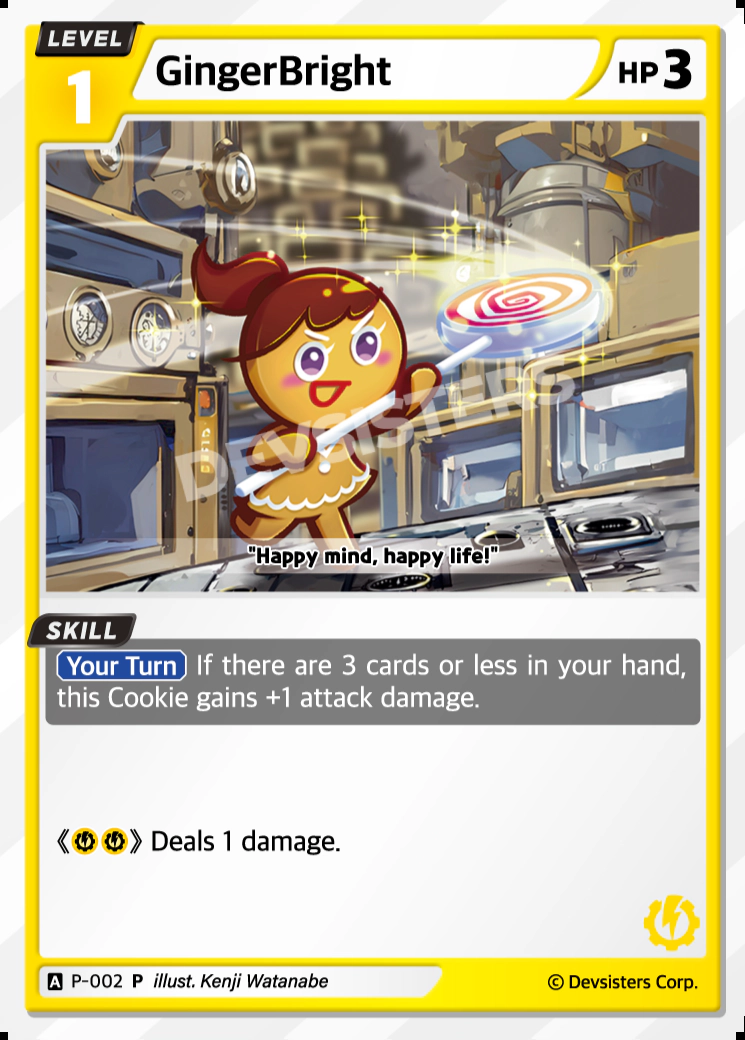 LEVEL
1
GingerBright
HP 3
DEVSISTERS
"Happy mind, happy life!"
SKILL
Your Turn If there are 3 cards or less in your hand,
this Cookie gains +1 attack damage.
《 》 Deals 1 damage.
A P-002 P illust. Kenji Watanabe
© Devsisters Corp.